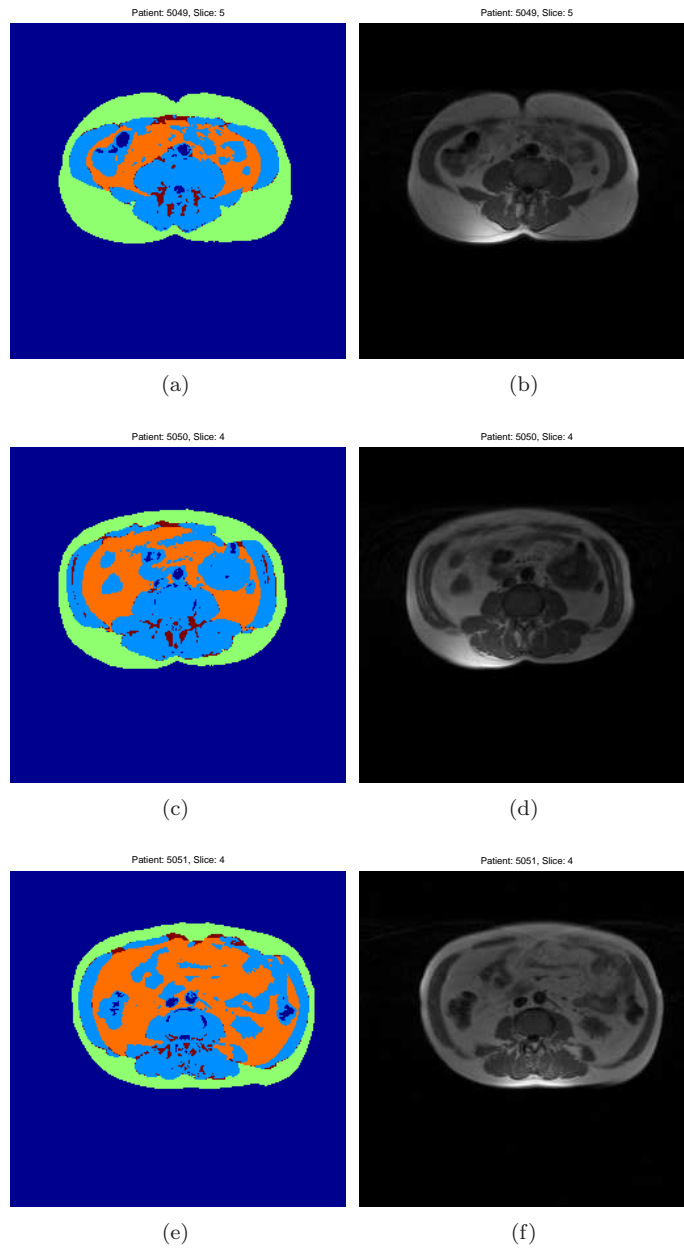 Patient: 5049, Slice: 5
Patient: 5049, Slice: 5
(a)
(b)
Patient: 5050, Slice: 4
Patient: 5050, Slice: 4
(c)
(d)
Patient: 5051, Slice: 4
Patient: 5051, Slice: 4
(e)
(f)